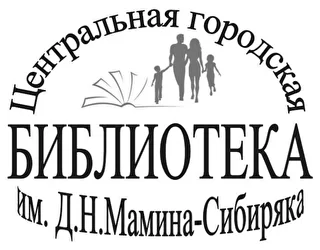 Центральная городская
БИБЛИОТЕКА
им. Д.Н.Мамина-Сибиряка